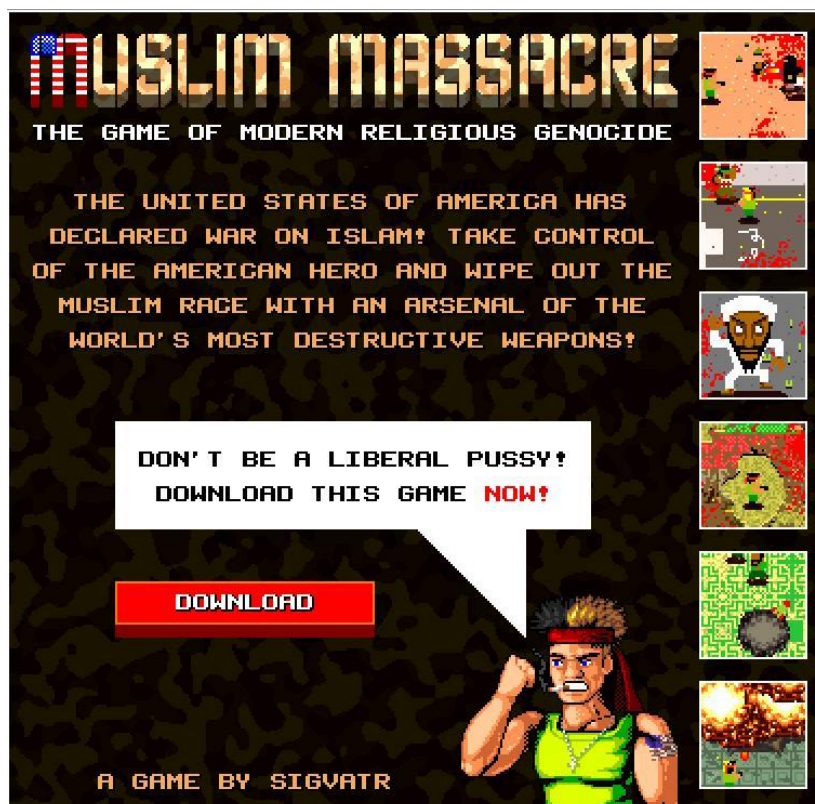 MUSLIM MASSACRE
THE GAME OF MODERN RELIGIOUS GENOCIDE
THE UNITED STATES OF AMERICA HAS
DECLARED WAR ON ISLAM! TAKE CONTROL
OF THE AMERICAN HERO AND WIPE OUT THE
MUSLIM RACE WITH AN ARSENAL OF THE
WORLD'S MOST DESTRUCTIVE WEAPONS!
DON'T BE A LIBERAL PUSSY!
DOWNLOAD THIS GAME NOW!
DOWNLOAD
A GAME BY SIGVATR